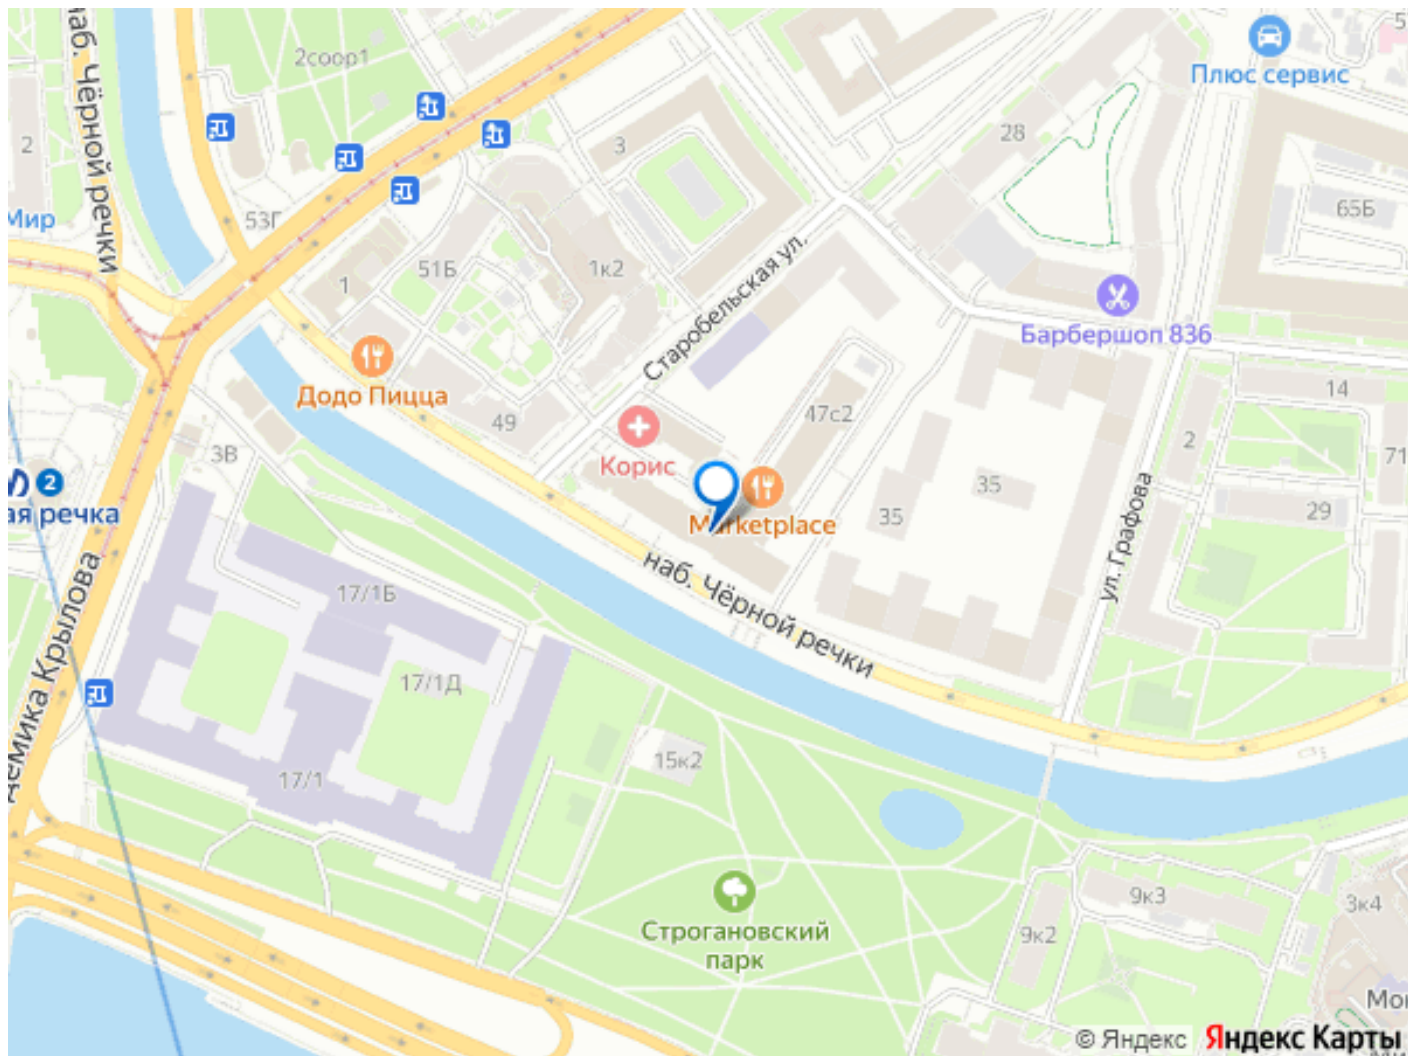 наб. Чёрной речки
2соор1
Плюс сервис
2
3
28
Мир
53Г
65Б
51Б
1к2
1
Старобельская ул.
Барбершоп 836
Додо Пицца
14
47с2
49
2
71
3В
Корис
35
2
ая речка
Marketplace
35
29
ул. Графова
наб. Чёрной речки
17/1Б
17/1Д
Крылова
15к2
17/1
9к3
3к4
Строгановский
парк
9к2
© Яндекс Яндекс Карты